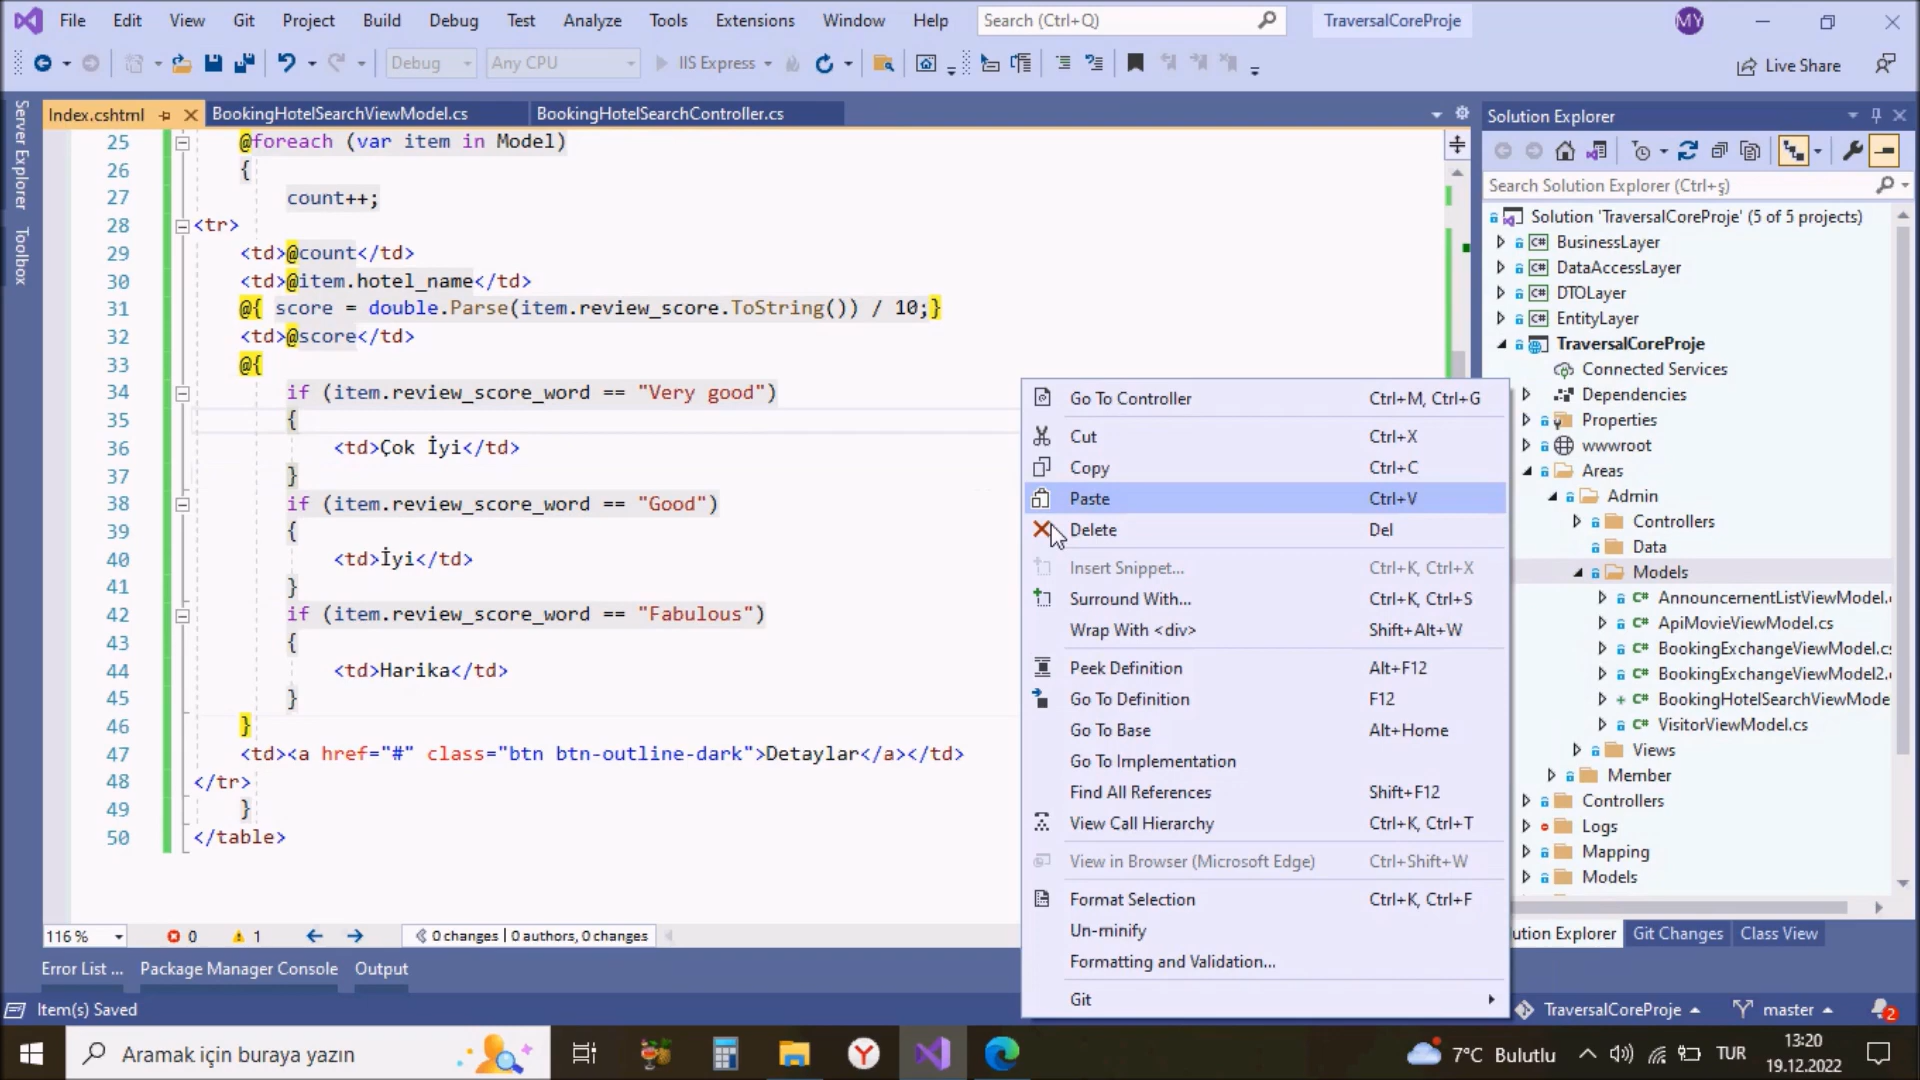 File Edit View Git Project Build Debug Test Analyze Tools Extensions Window Help Search (Ctrl+Q) TraversalCoreProje MY
Debug Any CPU IIS Express Live Share
Server Explorer
Toolbox
Index.cshtml BookingHotelSearchViewModel.cs BookingHotelSearchController.cs
25 @foreach (var item in Model)
26 {
27 count++;
28 <tr>
29 <td>@count</td>
30 <td>@item.hotel_name</td>
31 @{ score = double.Parse(item.review_score.ToString()) / 10;}
32 <td>@score</td>
33 @{
34 if (item.review_score_word == "Very good")
35 {
36 <td>Çok İyi</td>
37 }
38 if (item.review_score_word == "Good")
39 {
40 <td>İyi</td>
41 }
42 if (item.review_score_word == "Fabulous")
43 {
44 <td>Harika</td>
45 }
46 }
47 <td><a href="#" class="btn btn-outline-dark">Detaylar</a></td>
48 </tr>
49 }
50 </table>
Go To Controller Ctrl+M, Ctrl+G
Cut Ctrl+X
Copy Ctrl+C
Paste Ctrl+V
Delete Del
Insert Snippet... Ctrl+K, Ctrl+X
Surround With... Ctrl+K, Ctrl+S
Wrap With <div> Shift+Alt+W
Peek Definition Alt+F12
Go To Definition F12
Go To Base Alt+Home
Go To Implementation
Find All References Shift+F12
View Call Hierarchy Ctrl+K, Ctrl+T
View in Browser (Microsoft Edge) Ctrl+Shift+W
Format Selection Ctrl+K, Ctrl+F
Un-minify
Formatting and Validation...
Git
Solution Explorer
Search Solution Explorer (Ctrl+ş)
Solution 'TraversalCoreProje' (5 of 5 projects)
C# BusinessLayer
C# DataAccessLayer
C# DTOLayer
C# EntityLayer
TraversalCoreProje
Connected Services
Dependencies
Properties
wwwroot
Areas
Admin
Controllers
Data
Models
C# AnnouncementListViewModel.
C# ApiMovieViewModel.cs
C# BookingExchangeViewModel.cs
C# BookingExchangeViewModel2.
C# BookingHotelSearchViewMode
C# VisitorViewModel.cs
Views
Member
Controllers
Logs
Mapping
Models
116 % 0 1 0 changes | 0 authors, 0 changes
ution Explorer Git Changes Class View
Error List ... Package Manager Console Output
Item(s) Saved TraversalCoreProje master 2
Aramak için buraya yazın 7°C Bulutlu TUR 13:20
19.12.2022